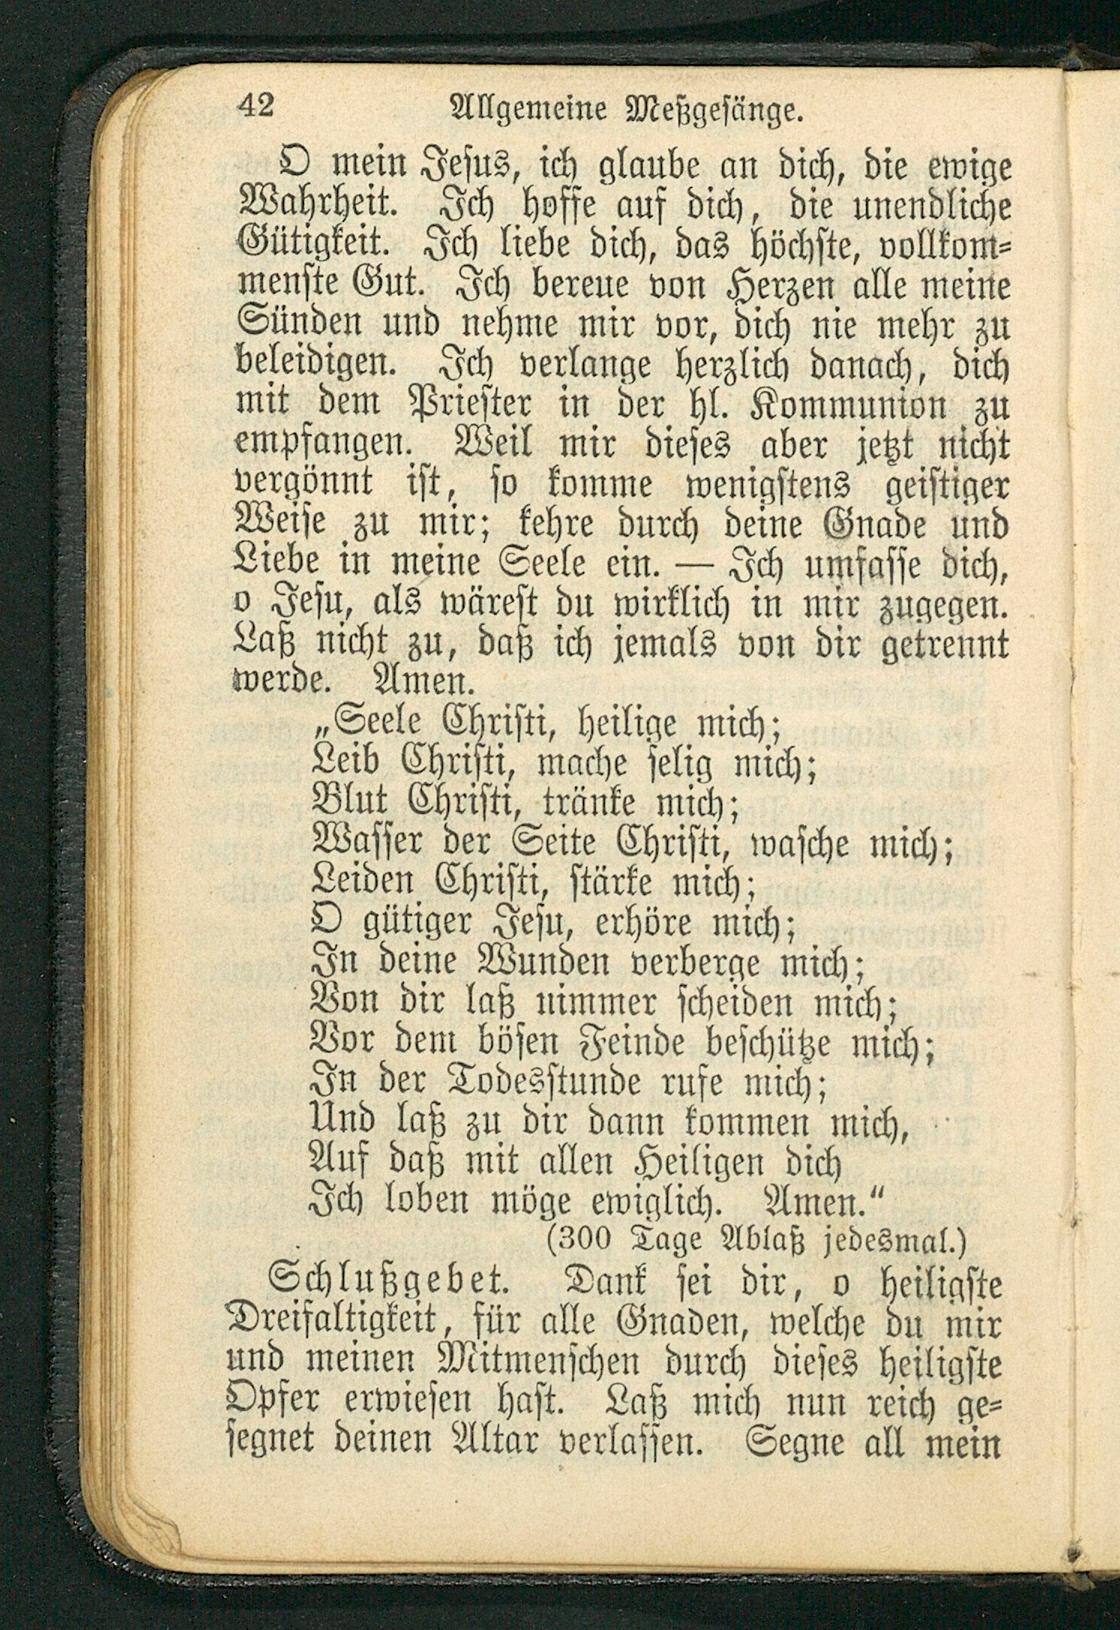 42 Allgemeine Meßgesänge.
O mein Jesus, ich glaube an dich, die ewige
Wahrheit. Ich hoffe auf dich, die unendliche
Gütigkeit. Ich liebe dich, das höchste, vollkom-
menste Gut. Ich bereue von Herzen alle meine
Sünden und nehme mir vor, dich nie mehr zu
beleidigen. Ich verlange herzlich danach, dich
mit dem Priester in der hl. Kommunion zu
empfangen. Weil mir dieses aber jetzt nicht
vergönnt ist, so komme wenigstens geistiger
Weise zu mir; kehre durch deine Gnade und
Liebe in meine Seele ein. — Ich umfasse dich,
o Jesu, als wärest du wirklich in mir zugegen.
Laß nicht zu, daß ich jemals von dir getrennt
werde. Amen.
„Seele Christi, heilige mich;
Leib Christi, mache selig mich;
Blut Christi, tränke mich;
Wasser der Seite Christi, wasche mich;
Leiden Christi, stärke mich;
O gütiger Jesu, erhöre mich;
In deine Wunden verberge mich;
Von dir laß nimmer scheiden mich;
Vor dem bösen Feinde beschütze mich;
In der Todesstunde rufe mich;
Und laß zu dir dann kommen mich,
Auf daß mit allen Heiligen dich
Ich loben möge ewiglich. Amen.“
(300 Tage Ablaß jedesmal.)
Schlußgebet. Dank sei dir, o heiligste
Dreifaltigkeit, für alle Gnaden, welche du mir
und meinen Mitmenschen durch dieses heiligste
Opfer erwiesen hast. Laß mich nun reich ge-
segnet deinen Altar verlassen. Segne all mein